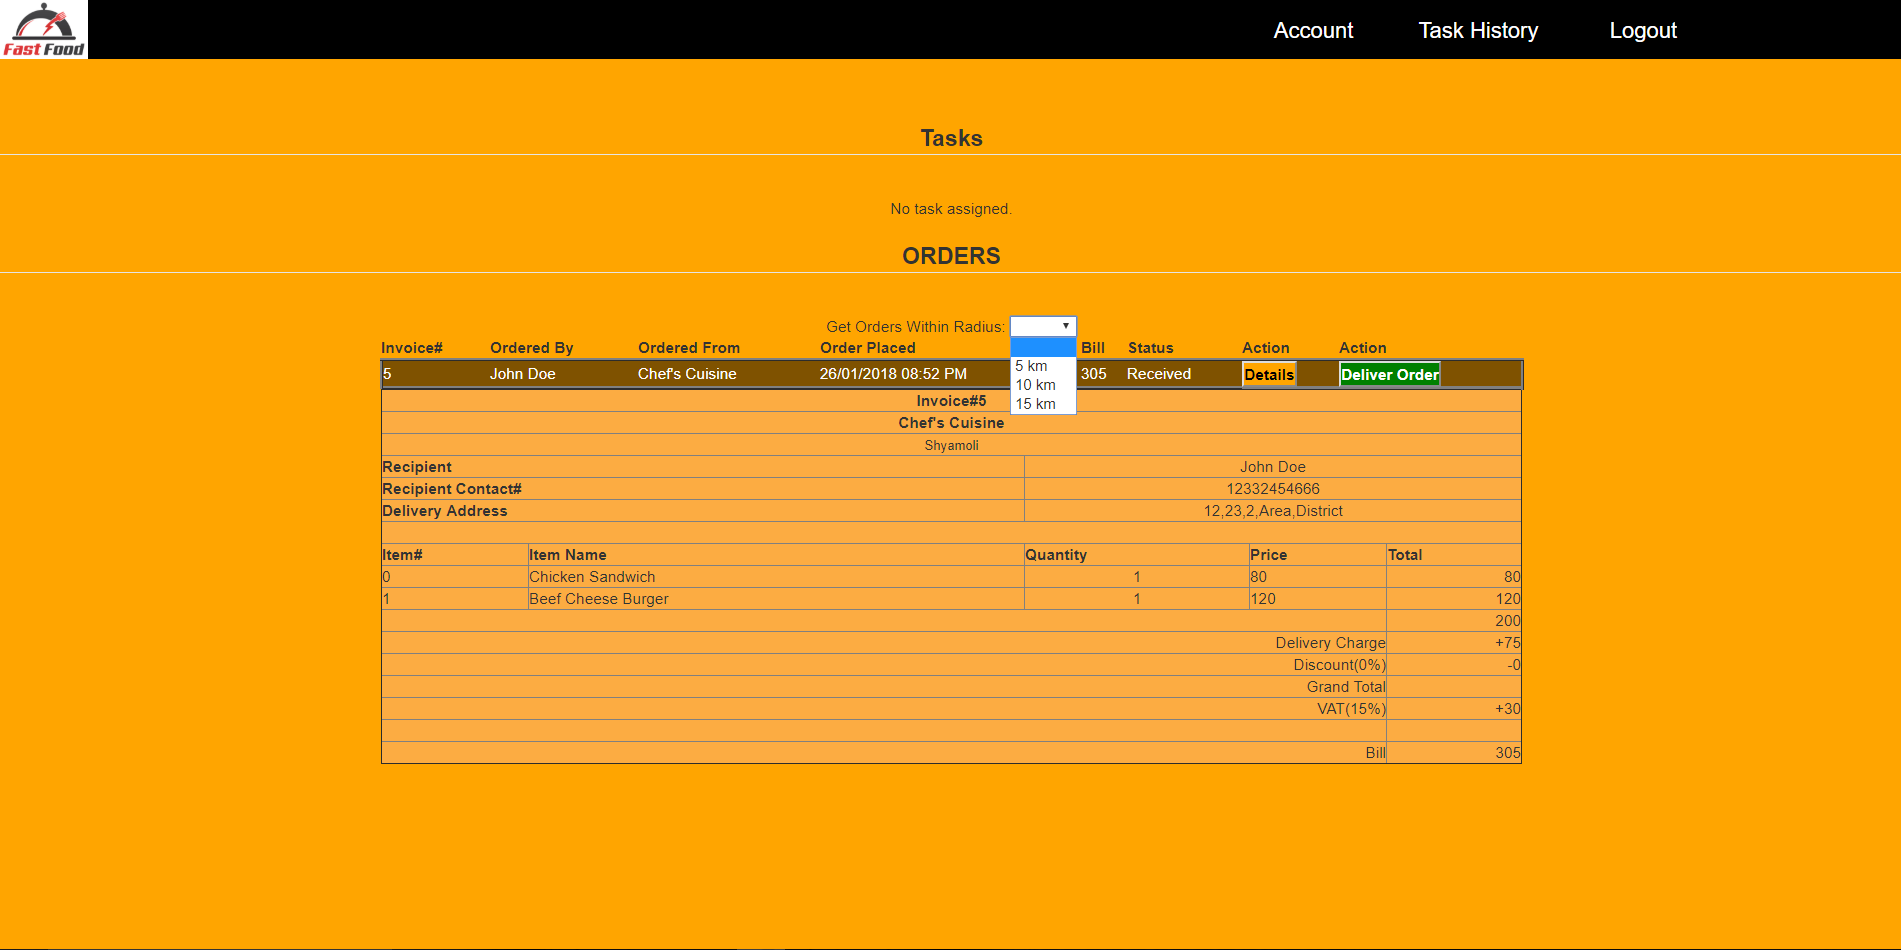 Fast Food
Account Task History Logout
Tasks
No task assigned.
ORDERS
Get Orders Within Radius:
Invoice# Ordered By Ordered From Order Placed Bill Status Action Action
5 km
5 John Doe Chef's Cuisine 26/01/2018 08:52 PM 305 Received Details Deliver Order
10 km
15 km
Invoice#5
Chef's Cuisine
Shyamoli
Recipient John Doe
Recipient Contact# 12332454666
Delivery Address 12,23,2,Area,District
Item# Item Name Quantity Price Total
0 Chicken Sandwich 1 80 80
1 Beef Cheese Burger 1 120 120
200
Delivery Charge +75
Discount(0%) -0
Grand Total
VAT(15%) +30
Bill 305